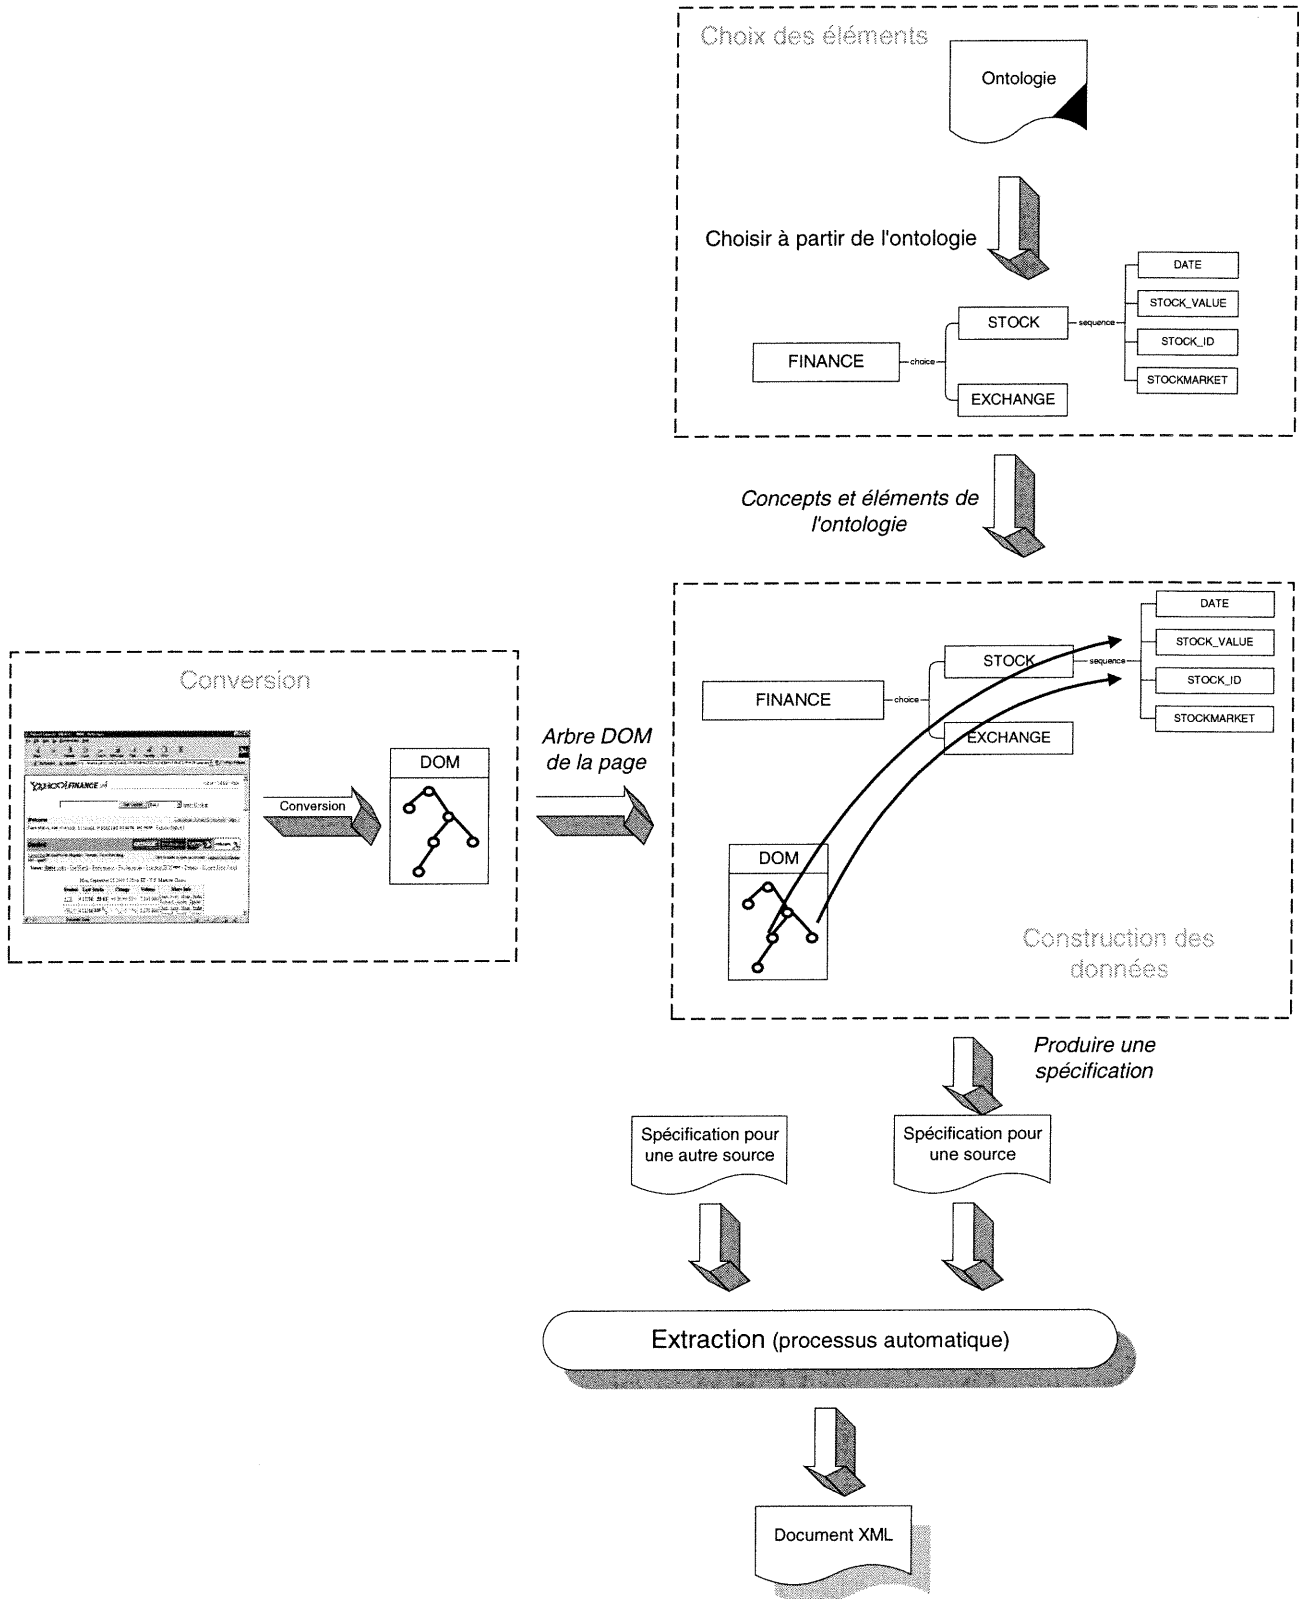 Choix des éléments
Ontologie
Choisir à partir de l'ontologie
DATE
STOCK_VALUE
STOCK
sequence
STOCK_ID
FINANCE
choice
STOCKMARKET
EXCHANGE
Concepts et éléments de
l'ontologie
Conversion
YAHOO! FINANCE
Conversion
DOM
Arbre DOM
de la page
DATE
STOCK_VALUE
STOCK
sequence
STOCK_ID
FINANCE
choice
STOCKMARKET
EXCHANGE
DOM
Construction des
données
Produire une
spécification
Spécification pour
une autre source
Spécification pour
une source
Extraction (processus automatique)
Document XML